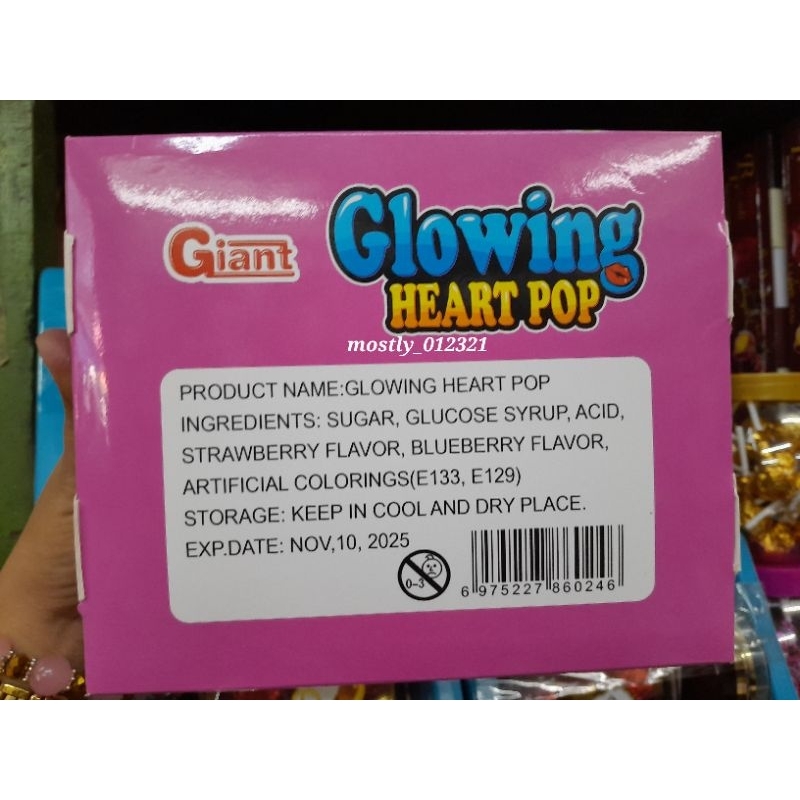 Giant
Glowing
HEART POP
mostly_012321
PRODUCT NAME:GLOWING HEART POP
INGREDIENTS: SUGAR, GLUCOSE SYRUP, ACID,
STRAWBERRY FLAVOR, BLUEBERRY FLAVOR,
ARTIFICIAL COLORINGS(E133, E129)
STORAGE: KEEP IN COOL AND DRY PLACE.
EXP.DATE: NOV,10, 2025
0-3
6 975227 860246